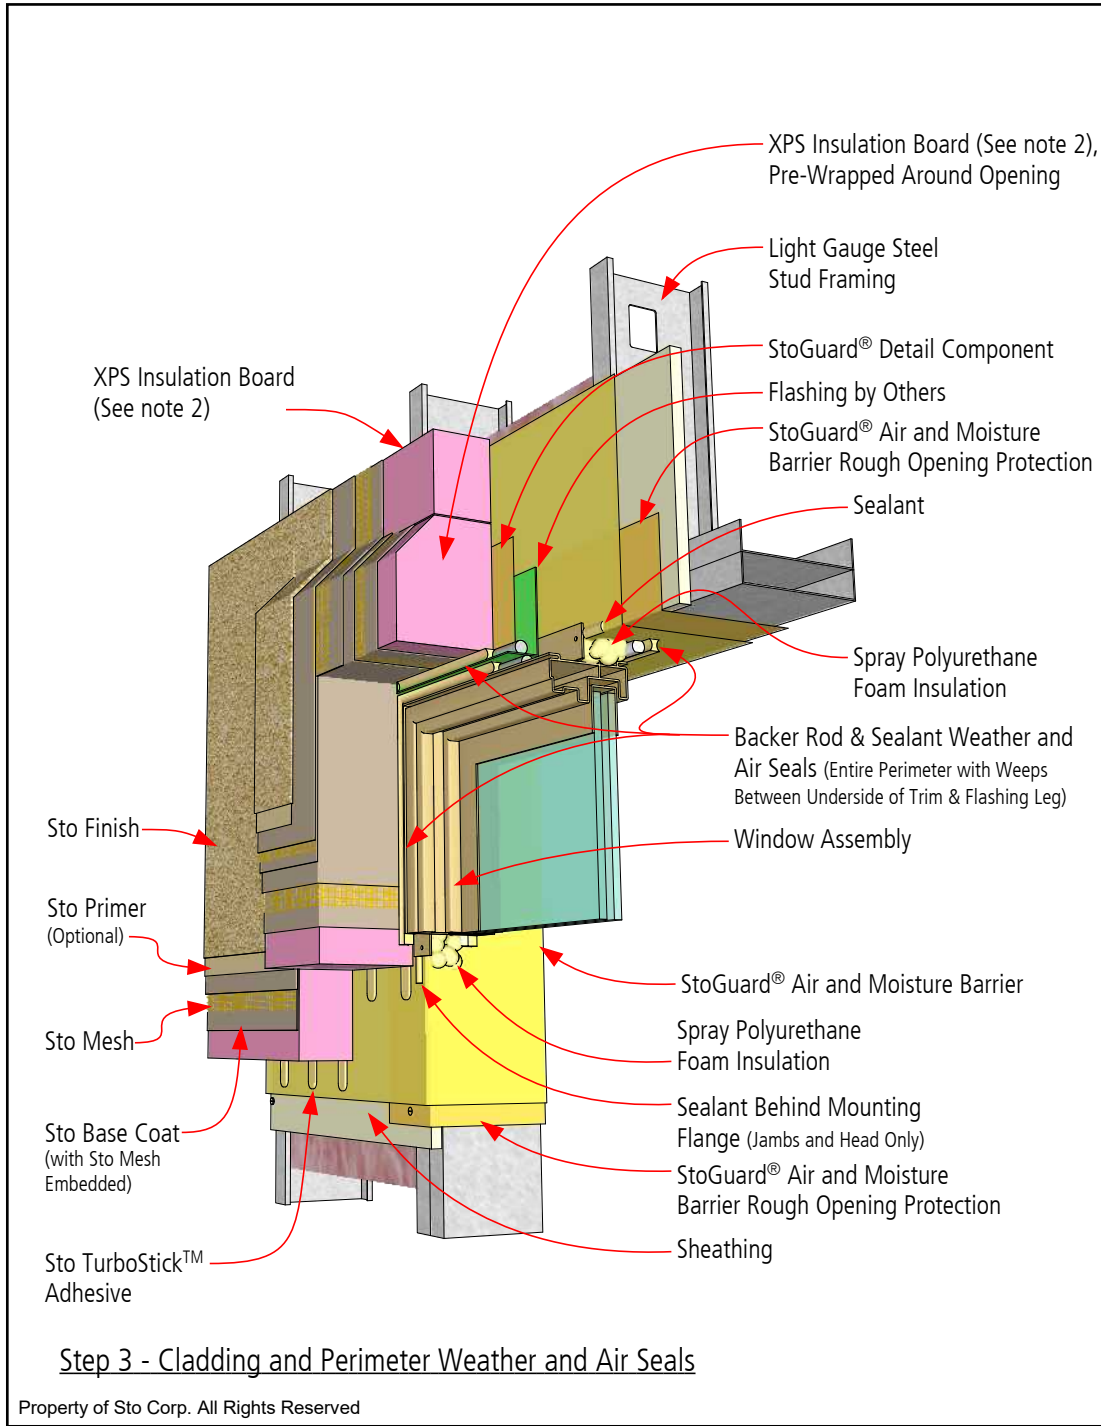 XPS Insulation Board (See note 2),
Pre-Wrapped Around Opening
Light Gauge Steel
Stud Framing
StoGuard® Detail Component
XPS Insulation Board
(See note 2)
Flashing by Others
StoGuard® Air and Moisture
Barrier Rough Opening Protection
Sealant
Spray Polyurethane
Foam Insulation
Backer Rod & Sealant Weather and
Air Seals (Entire Perimeter with Weeps
Between Underside of Trim & Flashing Leg)
Sto Finish
Window Assembly
Sto Primer
(Optional)
StoGuard® Air and Moisture Barrier
Sto Mesh
Spray Polyurethane
Foam Insulation
Sto Base Coat
(with Sto Mesh
Embedded)
Sealant Behind Mounting
Flange (Jambs and Head Only)
StoGuard® Air and Moisture
Barrier Rough Opening Protection
Sto TurboStick™
Adhesive
Sheathing
Step 3 - Cladding and Perimeter Weather and Air Seals
Property of Sto Corp. All Rights Reserved